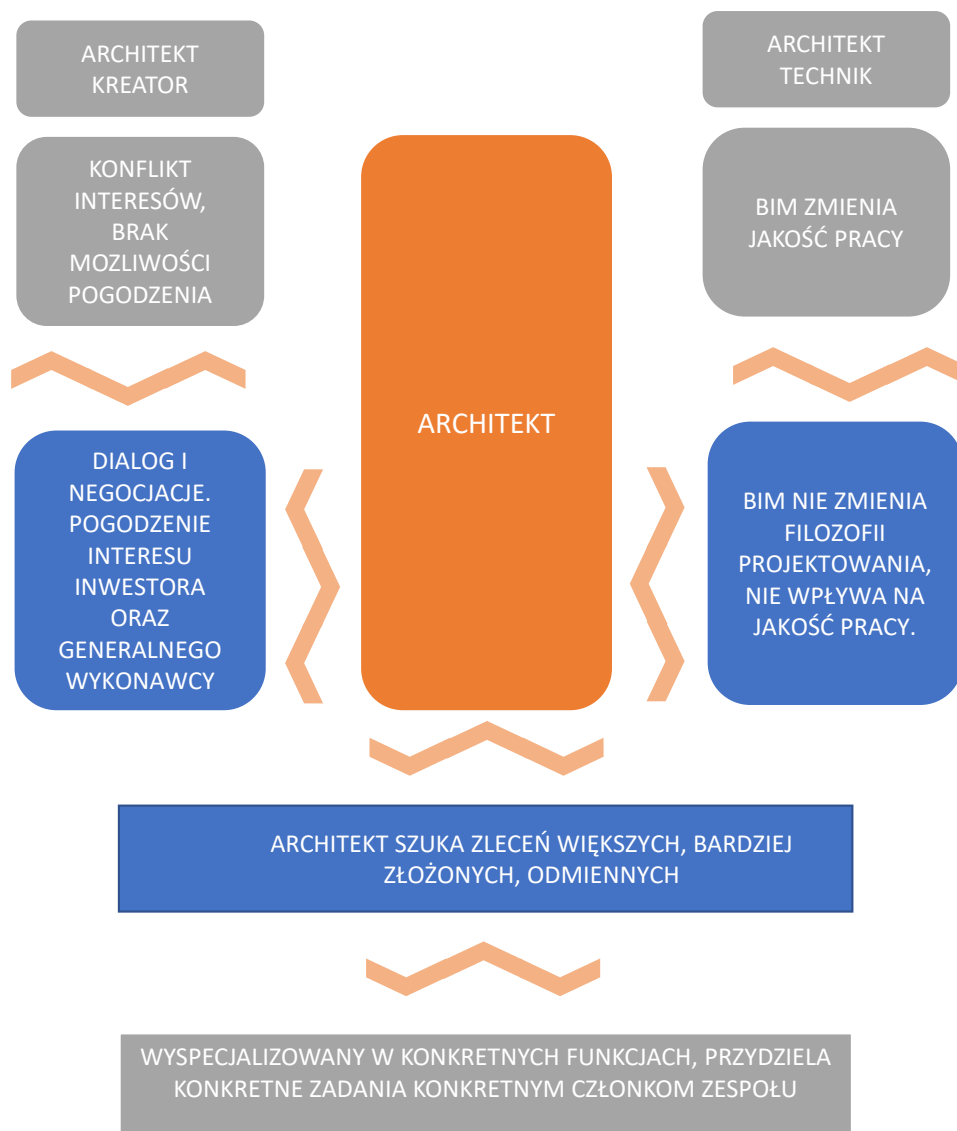 ARCHITEKT
KREATOR
ARCHITEKT
TECHNIK
KONFLIKT
INTERESÓW,
BRAK
MOZLIWOŚCI
POGODZENIA
BIM ZMIENIA
JAKOŚĆ PRACY
ARCHITEKT
DIALOG I
NEGOCJACJE.
POGODZENIE
INTERESU
INWESTORA
ORAZ
GENERALNEGO
WYKONAWCY
BIM NIE ZMIENIA
FILOZOFII
PROJEKTOWANIA,
NIE WPŁYWA NA
JAKOŚĆ PRACY.
ARCHITEKT SZUKA ZLECEŃ WIĘKSZYCH, BARDZIEJ
ZŁOŻONYCH, ODMIENNYCH
WYSPECJALIZOWANY W KONKRETNYCH FUNKCJACH, PRZYDZIELA
KONKRETNE ZADANIA KONKRETNYM CZŁONKOM ZESPOŁU